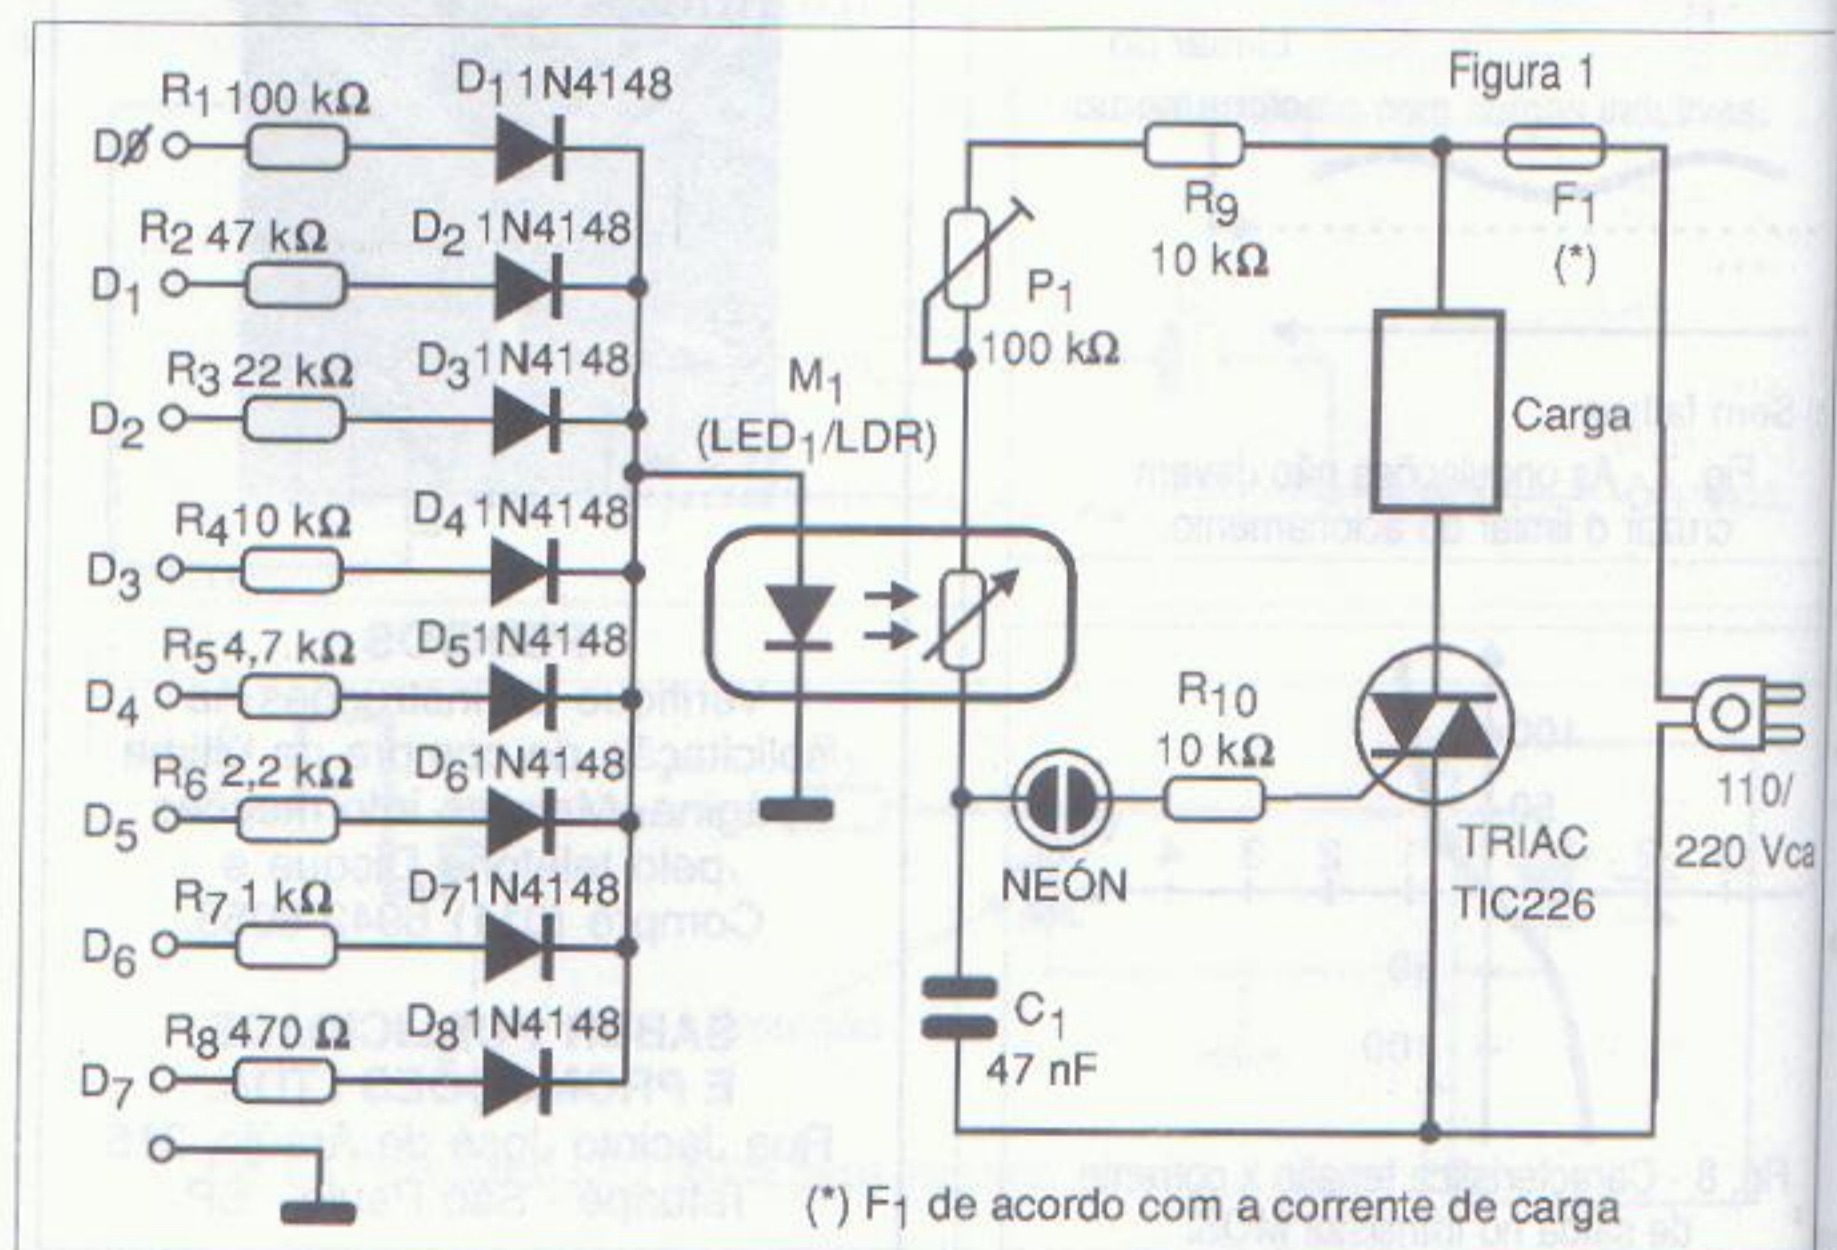 Figura 1
R1 100 kΩ
D1 1N4148
DØ
R2 47 kΩ
D2 1N4148
D1
R3 22 kΩ
D3 1N4148
D2
R4 10 kΩ
D4 1N4148
D3
R5 4,7 kΩ
D5 1N4148
D4
R6 2,2 kΩ
D6 1N4148
D5
R7 1 kΩ
D7 1N4148
D6
R8 470 Ω
D8 1N4148
D7
M1
(LED1/LDR)
P1
100 kΩ
R9
10 kΩ
F1
(*)
Carga
R10
10 kΩ
NEÓN
TRIAC
TIC226
110/
220 Vca
C1
47 nF
(*) F1 de acordo com a corrente de carga